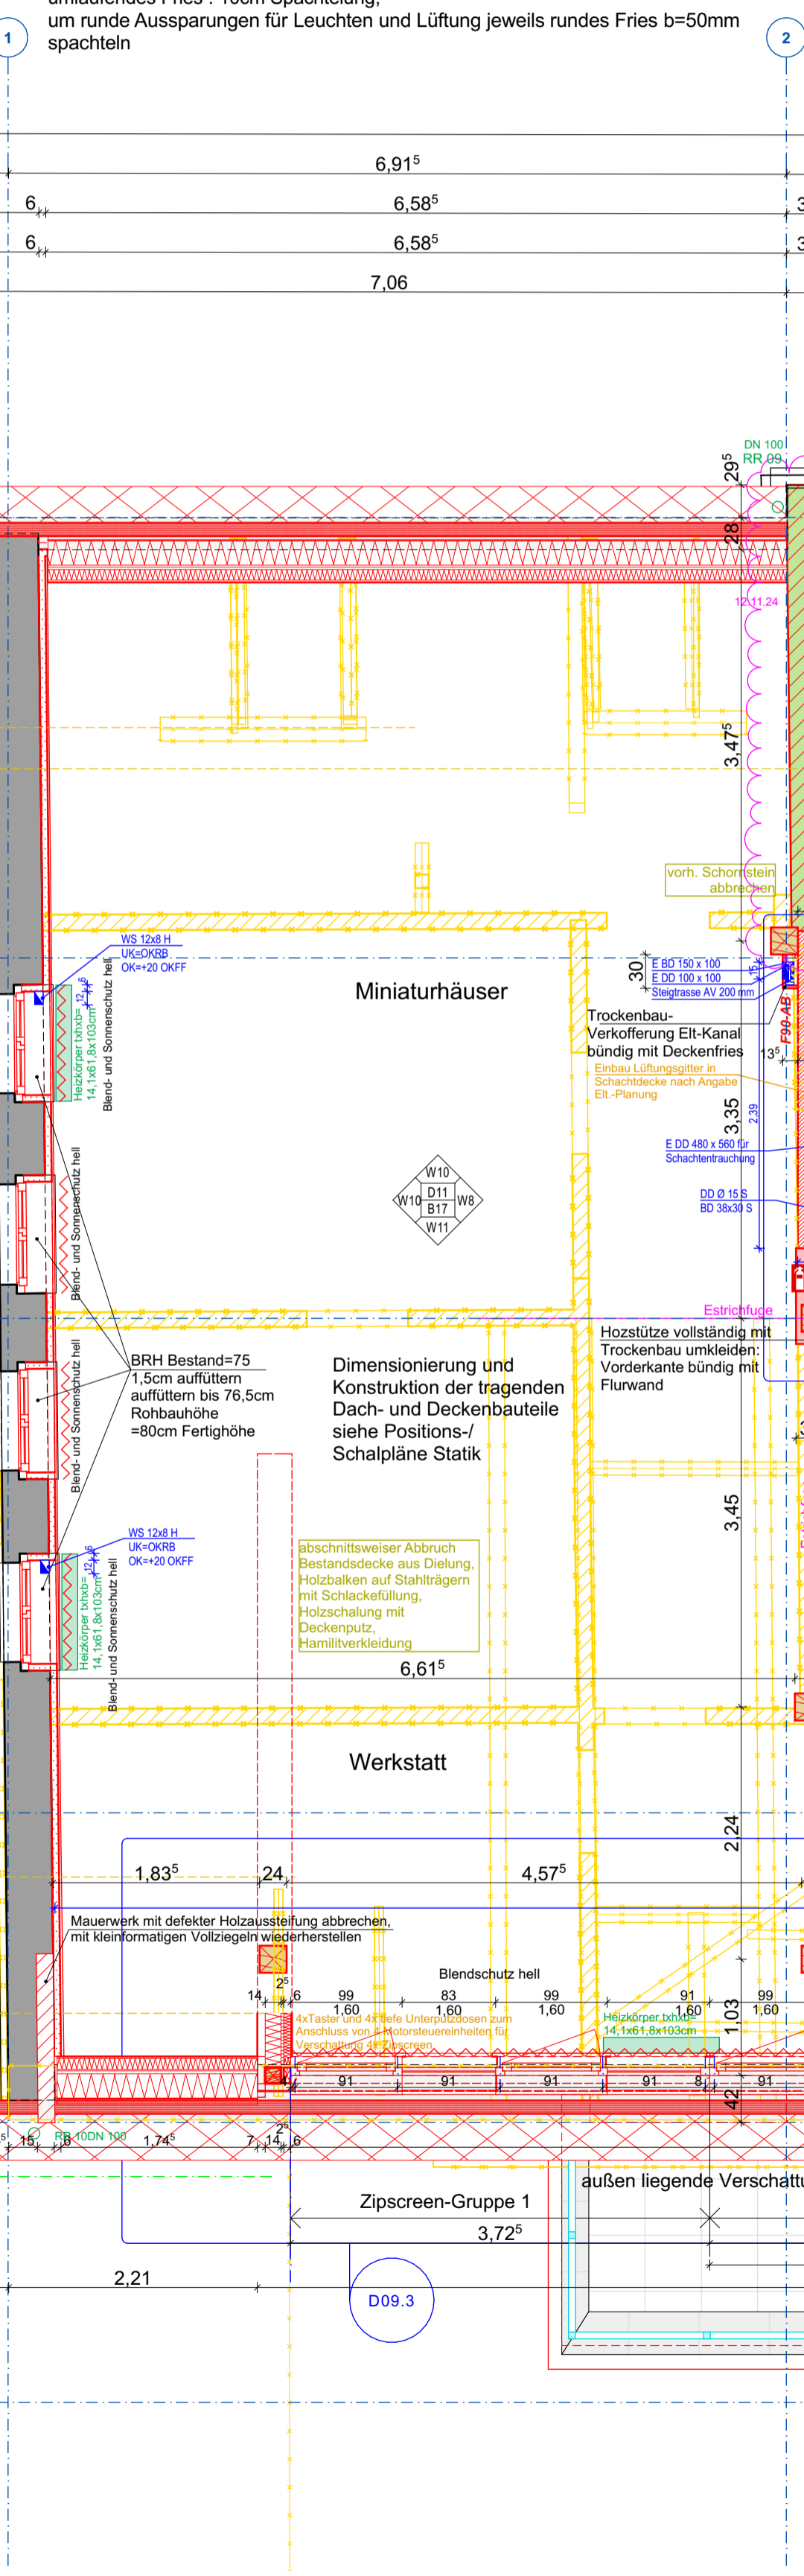 um runde Aussparungen für Leuchten und Lüftung jeweils rundes Fries b=50mm
spachteln
1
2
6,91⁵
6
6,58⁵
3
6
6,58⁵
3
7,06
DN 100
RR 09
29⁵
28
12.11.24
3,47⁵
vorh. Schornstein
abbrechen
WS 12x8 H
UK=OKRB
OK=+20 OKFF
12
6
Heizkörper txhxb=
14,1x61,8x103cm
Blend- und Sonnenschutz hell
Miniaturhäuser
30
E BD 150 x 100
E DD 100 x 100
Steigtrasse AV 200 mm
15
F90-AB
Trockenbau-
Verkofferung Elt-Kanal
bündig mit Deckenfries
13⁵
Einbau Lüftungsgitter in
Schachtdecke nach Angabe
Elt.-Planung
3,35
2,39
E DD 480 x 560 für
Schachtentrauchung
DD Ø 15 S
BD 38x30 S
W10
W10
D11
B17
W8
W11
Blend- und Sonnenschutz hell
Estrichfuge
Hozstütze vollständig mit
Trockenbau umkleiden:
Vorderkante bündig mit
Flurwand
Blend- und Sonnenschutz hell
BRH Bestand=75
1,5cm auffüttern
auffüttern bis 76,5cm
Rohbauhöhe
=80cm Fertighöhe
Dimensionierung und
Konstruktion der tragenden
Dach- und Deckenbauteile
siehe Positions-/
Schalpläne Statik
3,45
WS 12x8 H
UK=OKRB
OK=+20 OKFF
12
6
Heizkörper txhxb=
14,1x61,8x103cm
Blend- und Sonnenschutz hell
abschnittsweiser Abbruch
Bestandsdecke aus Dielung,
Holzbalken auf Stahlträgern
mit Schlackefüllung,
Holzschalung mit
Deckenputz,
Hamilitverkleidung
6,61⁵
Werkstatt
2,24
1,83⁵
24
4,57⁵
Mauerwerk mit defekter Holzaussteifung abbrechen,
mit kleinformatigen Vollziegeln wiederherstellen
Blendschutz hell
14
2⁵
6
99
1,60
83
1,60
99
1,60
91
1,60
99
1,60
1,03
4xTaster und 4x tiefe Unterputzdosen zum
Anschluss von 4 Motorsteuereinheiten für
Verschattung 4x Zipscreen
Heizkörper txhxb=
14,1x61,8x103cm
4
91
91
91
91
8
91
42
5
15
6
RR 10DN 100
1,74⁵
7
14
2⁵
6
außen liegende Verschattu
Zipscreen-Gruppe 1
3,72⁵
2,21
D09.3